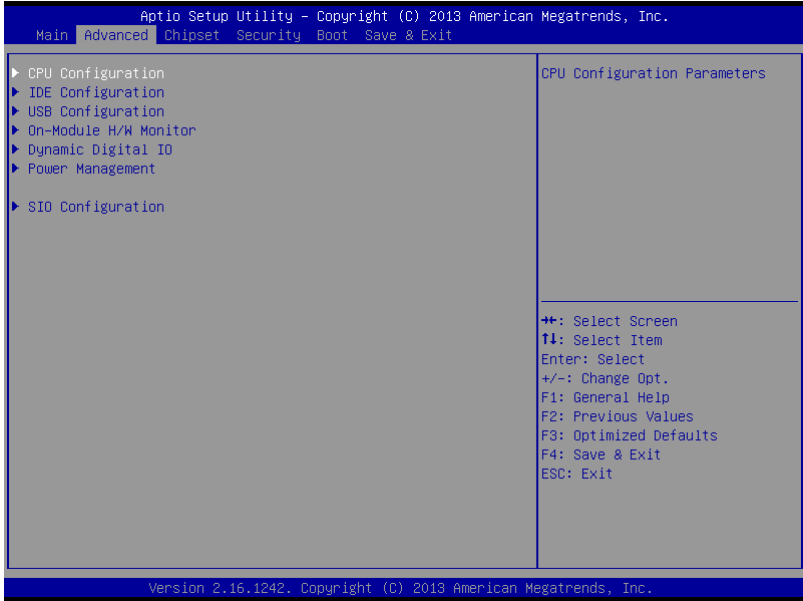 Aptio Setup Utility – Copyright (C) 2013 American Megatrends, Inc.
Main Advanced Chipset Security Boot Save & Exit
▶ CPU Configuration
▶ IDE Configuration
▶ USB Configuration
▶ On-Module H/W Monitor
▶ Dynamic Digital IO
▶ Power Management
▶ SIO Configuration
CPU Configuration Parameters
→←: Select Screen
↑↓: Select Item
Enter: Select
+/-: Change Opt.
F1: General Help
F2: Previous Values
F3: Optimized Defaults
F4: Save & Exit
ESC: Exit
Version 2.16.1242. Copyright (C) 2013 American Megatrends, Inc.